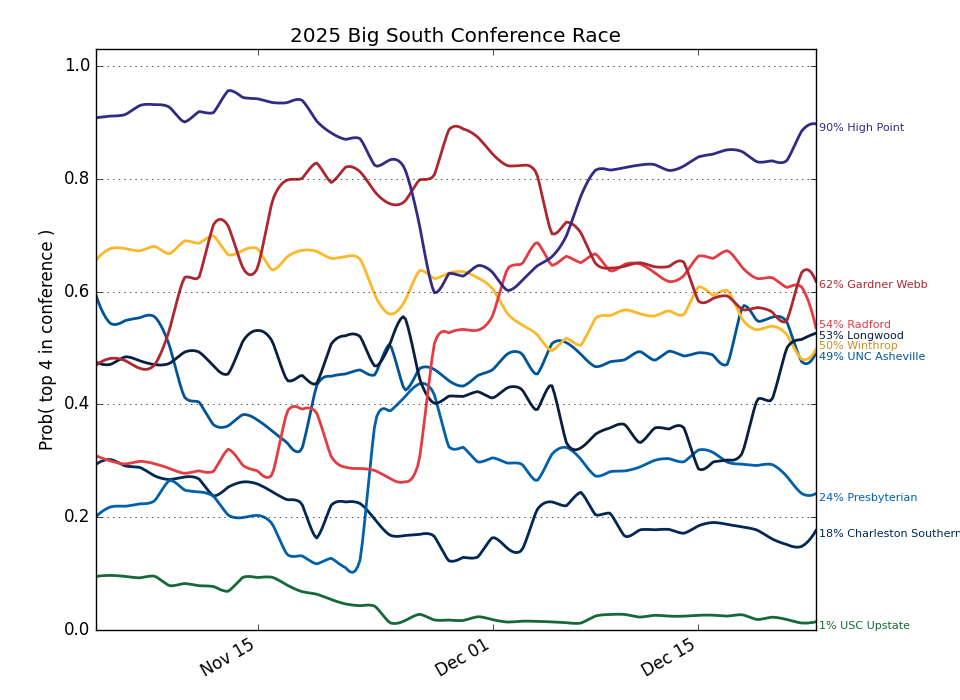 2025 Big South Conference Race
Prob( top 4 in conference )
1.0
0.8
0.6
0.4
0.2
0.0
Nov 15
Dec 01
Dec 15
90% High Point
62% Gardner Webb
54% Radford
53% Longwood
50% Winthrop
49% UNC Asheville
24% Presbyterian
18% Charleston Southern
1% USC Upstate